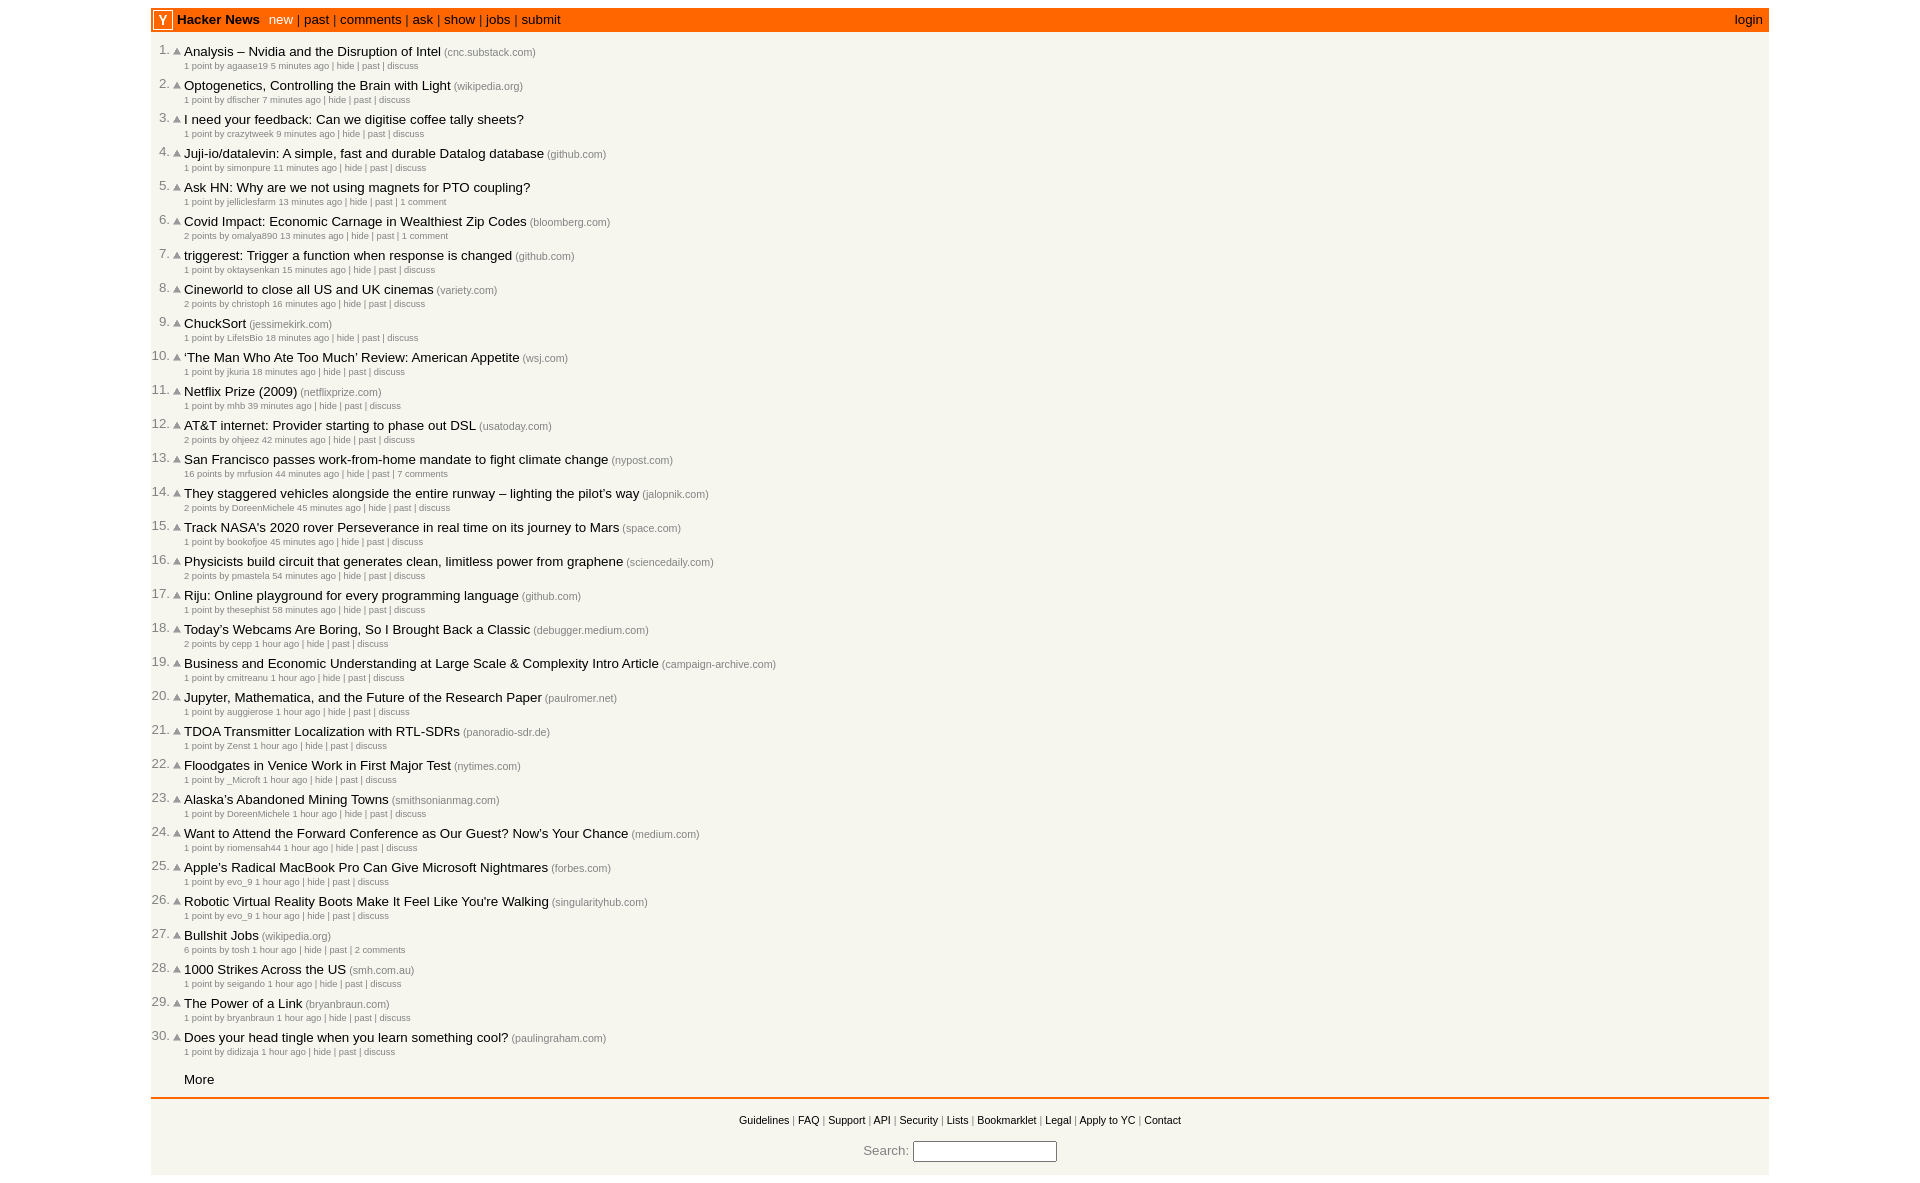 Y Hacker News new | past | comments | ask | show | jobs | submit login
1. Analysis – Nvidia and the Disruption of Intel (cnc.substack.com)
1 point by agaase19 5 minutes ago | hide | past | discuss
2. Optogenetics, Controlling the Brain with Light (wikipedia.org)
1 point by dfischer 7 minutes ago | hide | past | discuss
3. I need your feedback: Can we digitise coffee tally sheets?
1 point by crazytweek 9 minutes ago | hide | past | discuss
4. Juji-io/datalevin: A simple, fast and durable Datalog database (github.com)
1 point by simonpure 11 minutes ago | hide | past | discuss
5. Ask HN: Why are we not using magnets for PTO coupling?
1 point by jelliclesfarm 13 minutes ago | hide | past | 1 comment
6. Covid Impact: Economic Carnage in Wealthiest Zip Codes (bloomberg.com)
2 points by omalya890 13 minutes ago | hide | past | 1 comment
7. triggerest: Trigger a function when response is changed (github.com)
1 point by oktaysenkan 15 minutes ago | hide | past | discuss
8. Cineworld to close all US and UK cinemas (variety.com)
2 points by christoph 16 minutes ago | hide | past | discuss
9. ChuckSort (jessimekirk.com)
1 point by LifeIsBio 18 minutes ago | hide | past | discuss
10. ‘The Man Who Ate Too Much’ Review: American Appetite (wsj.com)
1 point by jkuria 18 minutes ago | hide | past | discuss
11. Netflix Prize (2009) (netflixprize.com)
1 point by mhb 39 minutes ago | hide | past | discuss
12. AT&T internet: Provider starting to phase out DSL (usatoday.com)
2 points by ohjeez 42 minutes ago | hide | past | discuss
13. San Francisco passes work-from-home mandate to fight climate change (nypost.com)
16 points by mrfusion 44 minutes ago | hide | past | 7 comments
14. They staggered vehicles alongside the entire runway – lighting the pilot’s way (jalopnik.com)
2 points by DoreenMichele 45 minutes ago | hide | past | discuss
15. Track NASA's 2020 rover Perseverance in real time on its journey to Mars (space.com)
1 point by bookofjoe 45 minutes ago | hide | past | discuss
16. Physicists build circuit that generates clean, limitless power from graphene (sciencedaily.com)
2 points by pmastela 54 minutes ago | hide | past | discuss
17. Riju: Online playground for every programming language (github.com)
1 point by thesephist 58 minutes ago | hide | past | discuss
18. Today’s Webcams Are Boring, So I Brought Back a Classic (debugger.medium.com)
2 points by cepp 1 hour ago | hide | past | discuss
19. Business and Economic Understanding at Large Scale & Complexity Intro Article (campaign-archive.com)
1 point by cmitreanu 1 hour ago | hide | past | discuss
20. Jupyter, Mathematica, and the Future of the Research Paper (paulromer.net)
1 point by auggierose 1 hour ago | hide | past | discuss
21. TDOA Transmitter Localization with RTL-SDRs (panoradio-sdr.de)
1 point by Zenst 1 hour ago | hide | past | discuss
22. Floodgates in Venice Work in First Major Test (nytimes.com)
1 point by _Microft 1 hour ago | hide | past | discuss
23. Alaska’s Abandoned Mining Towns (smithsonianmag.com)
1 point by DoreenMichele 1 hour ago | hide | past | discuss
24. Want to Attend the Forward Conference as Our Guest? Now’s Your Chance (medium.com)
1 point by riomensah44 1 hour ago | hide | past | discuss
25. Apple’s Radical MacBook Pro Can Give Microsoft Nightmares (forbes.com)
1 point by evo_9 1 hour ago | hide | past | discuss
26. Robotic Virtual Reality Boots Make It Feel Like You're Walking (singularityhub.com)
1 point by evo_9 1 hour ago | hide | past | discuss
27. Bullshit Jobs (wikipedia.org)
6 points by tosh 1 hour ago | hide | past | 2 comments
28. 1000 Strikes Across the US (smh.com.au)
1 point by seigando 1 hour ago | hide | past | discuss
29. The Power of a Link (bryanbraun.com)
1 point by bryanbraun 1 hour ago | hide | past | discuss
30. Does your head tingle when you learn something cool? (paulingraham.com)
1 point by didizaja 1 hour ago | hide | past | discuss
More
Guidelines | FAQ | Support | API | Security | Lists | Bookmarklet | Legal | Apply to YC | Contact
Search: